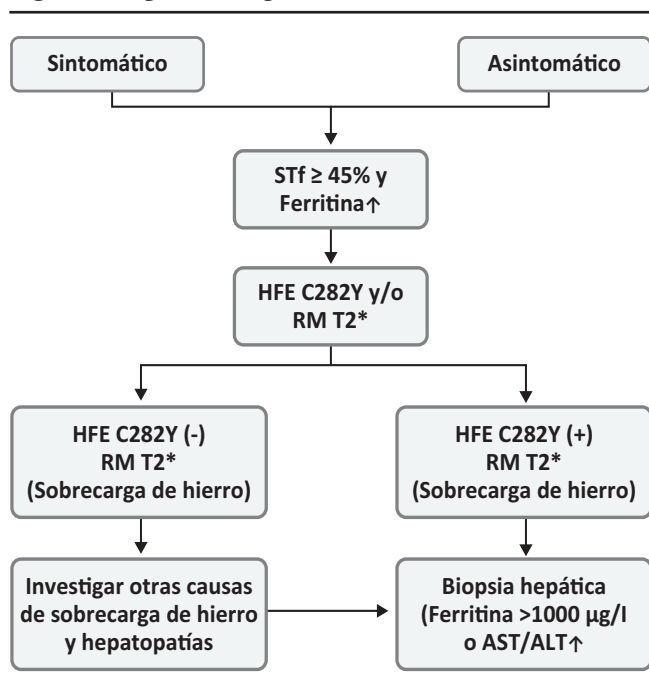 Sintomático
Asintomático
STf ≥ 45% y
Ferritina↑
HFE C282Y y/o
RM T2*
HFE C282Y (-)
RM T2*
(Sobrecarga de hierro)
HFE C282Y (+)
RM T2*
(Sobrecarga de hierro)
Investigar otras causas
de sobrecarga de hierro
y hepatopatías
Biopsia hepática
(Ferritina >1000 µg/l
o AST/ALT↑